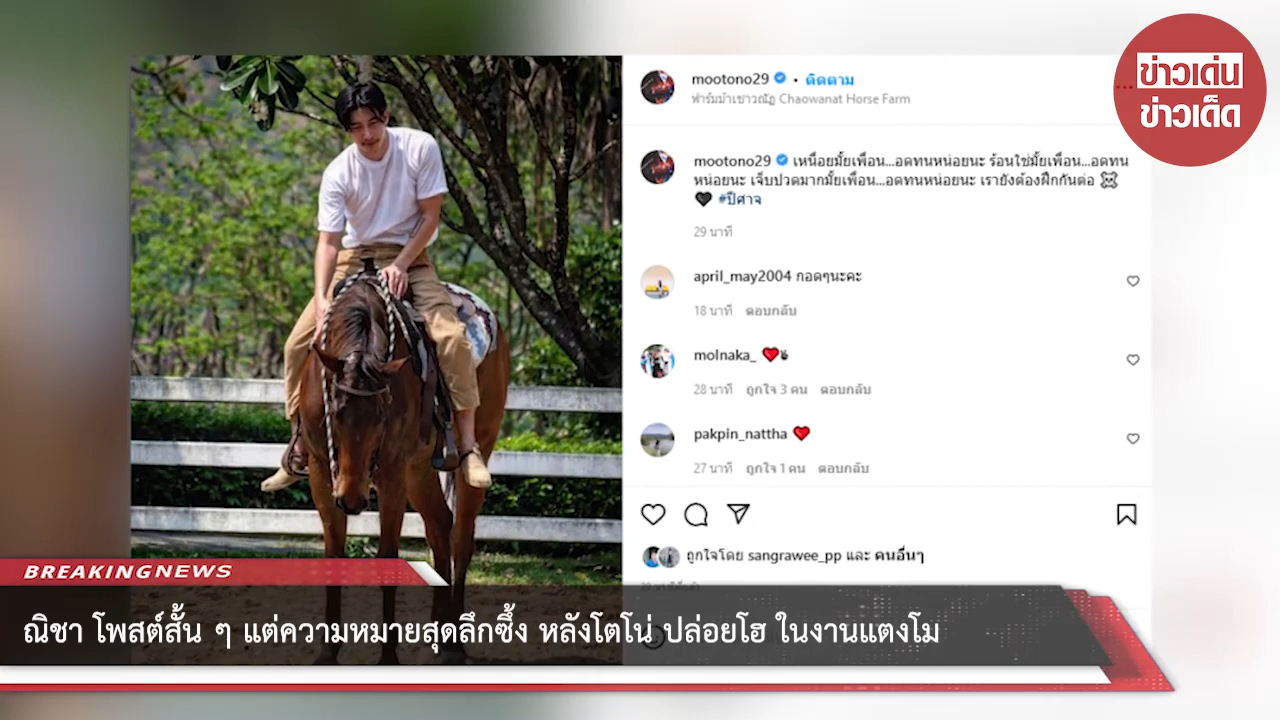 ข่าวเด่น
ข่าวเด็ด
mootono29 • ติดตาม
ฟาร์มม้าเชาวณัฏ Chaowanat Horse Farm
mootono29 เหนื่อยมั้ยเพื่อน...อดทนหน่อยนะ ร้อนใช่มั้ยเพื่อน...อดทน
หน่อยนะ เจ็บปวดมากมั้ยเพื่อน...อดทนหน่อยนะ เรายังต้องฝึกกันต่อ ☠️
🖤 #ปีศาจ
29 นาที
april_may2004 กอดๆนะคะ
18 นาที ตอบกลับ
molnaka_ ❤️
28 นาที ถูกใจ 3 คน ตอบกลับ
pakpin_nattha ❤️
27 นาที ถูกใจ 1 คน ตอบกลับ
ถูกใจโดย sangrawee_pp และ คนอื่นๆ
BREAKING NEWS
ณิชา โพสต์สั้น ๆ แต่ความหมายสุดลึกซึ้ง หลังโตโน่ ปล่อยโฮ ในงานแตงโม